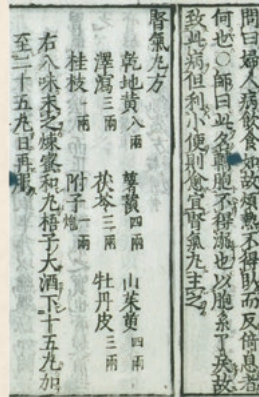 問曰婦人飲食如故煩熱不得臥而反倚息者
何也○師曰此名轉胞不得溺也以胞系了戾故
致此病但利小便則愈宜腎氣丸主之
腎氣丸方
乾地黄八兩 薯蕷四兩 山茱萸四兩
澤瀉三兩 茯苓三兩 牡丹皮三兩
桂枝一兩 附子炮一兩
右八味末之煉蜜和丸梧子大酒下十五丸加
至二十五丸日再服